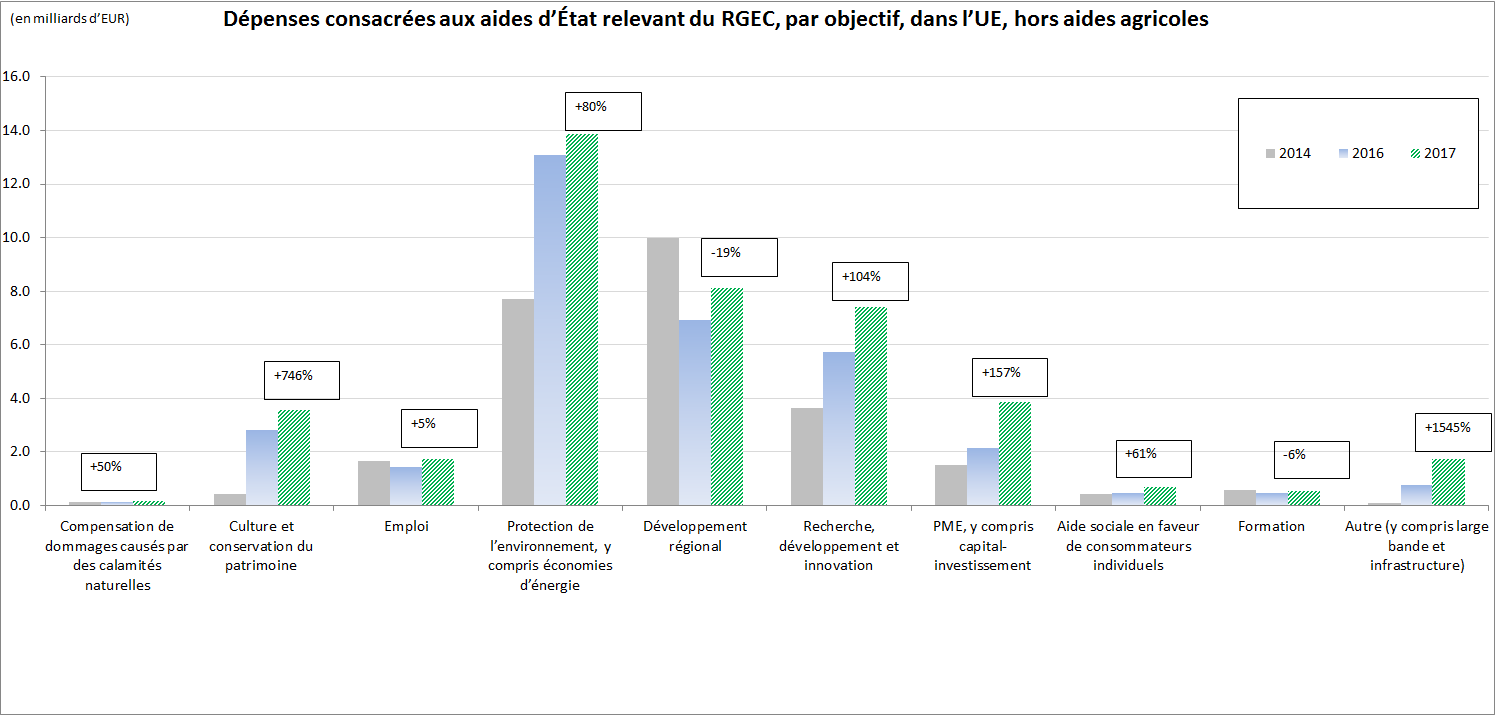 (en milliards d’EUR)
Dépenses consacrées aux aides d’État relevant du RGEC, par objectif, dans l’UE, hors aides agricoles
16.0
14.0
12.0
10.0
8.0
6.0
4.0
2.0
0.0
+50%
+746%
+5%
+80%
-19%
+104%
+157%
+61%
-6%
+1545%
2014
2016
2017
Compensation de
dommages causés par
des calamités
naturelles
Culture et
conservation du
patrimoine
Emploi
Protection de
l’environnement, y
compris économies
d’énergie
Développement
régional
Recherche,
développement et
innovation
PME, y compris
capital-
investissement
Aide sociale en faveur
de consommateurs
individuels
Formation
Autre (y compris large
bande et
infrastructure)